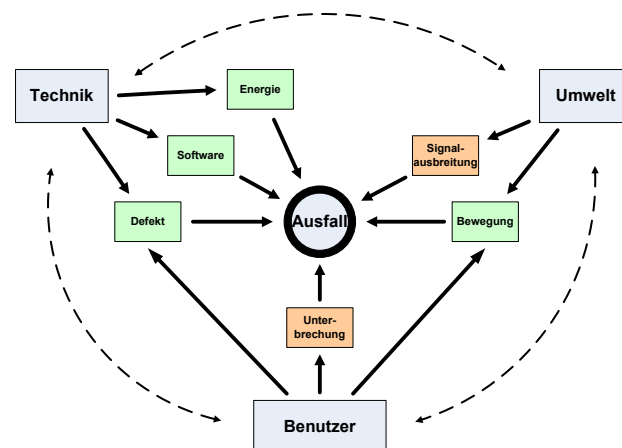 Technik
Energie
Umwelt
Software
Signal-
ausbreitung
Defekt
Ausfall
Bewegung
Unter-
brechung
Benutzer